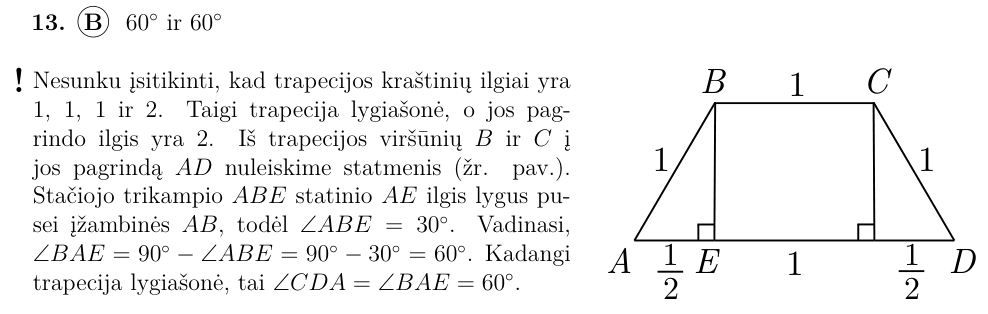 13. B 60° ir 60°
! Nesunku įsitikinti, kad trapecijos kraštinių ilgiai yra
1, 1, 1 ir 2. Taigi trapecija lygiašonė, o jos pag-
rindo ilgis yra 2. Iš trapecijos viršūnių B ir C į
jos pagrindą AD nuleiskime statmenis (žr. pav.).
Stačiojo trikampio ABE statinio AE ilgis lygus pu-
sei įžambinės AB, todėl ∠ABE = 30°. Vadinasi,
∠BAE = 90° − ∠ABE = 90° − 30° = 60°. Kadangi
trapecija lygiašonė, tai ∠CDA = ∠BAE = 60°.
B 1 C
1 1
A 1/2 E 1 1/2 D